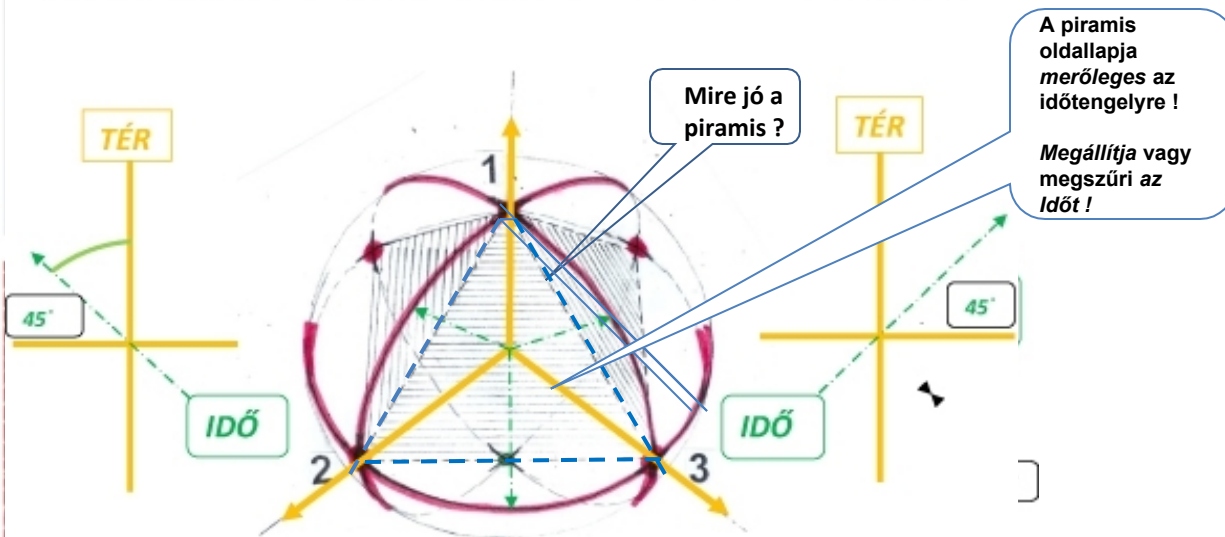 A piramis
oldallapja
merőleges az
időtengelyre !
Megállítja vagy
megszűri az
Időt !
Mire jó a
piramis ?
TÉR
TÉR
1
45°
45°
IDŐ
IDŐ
2
3